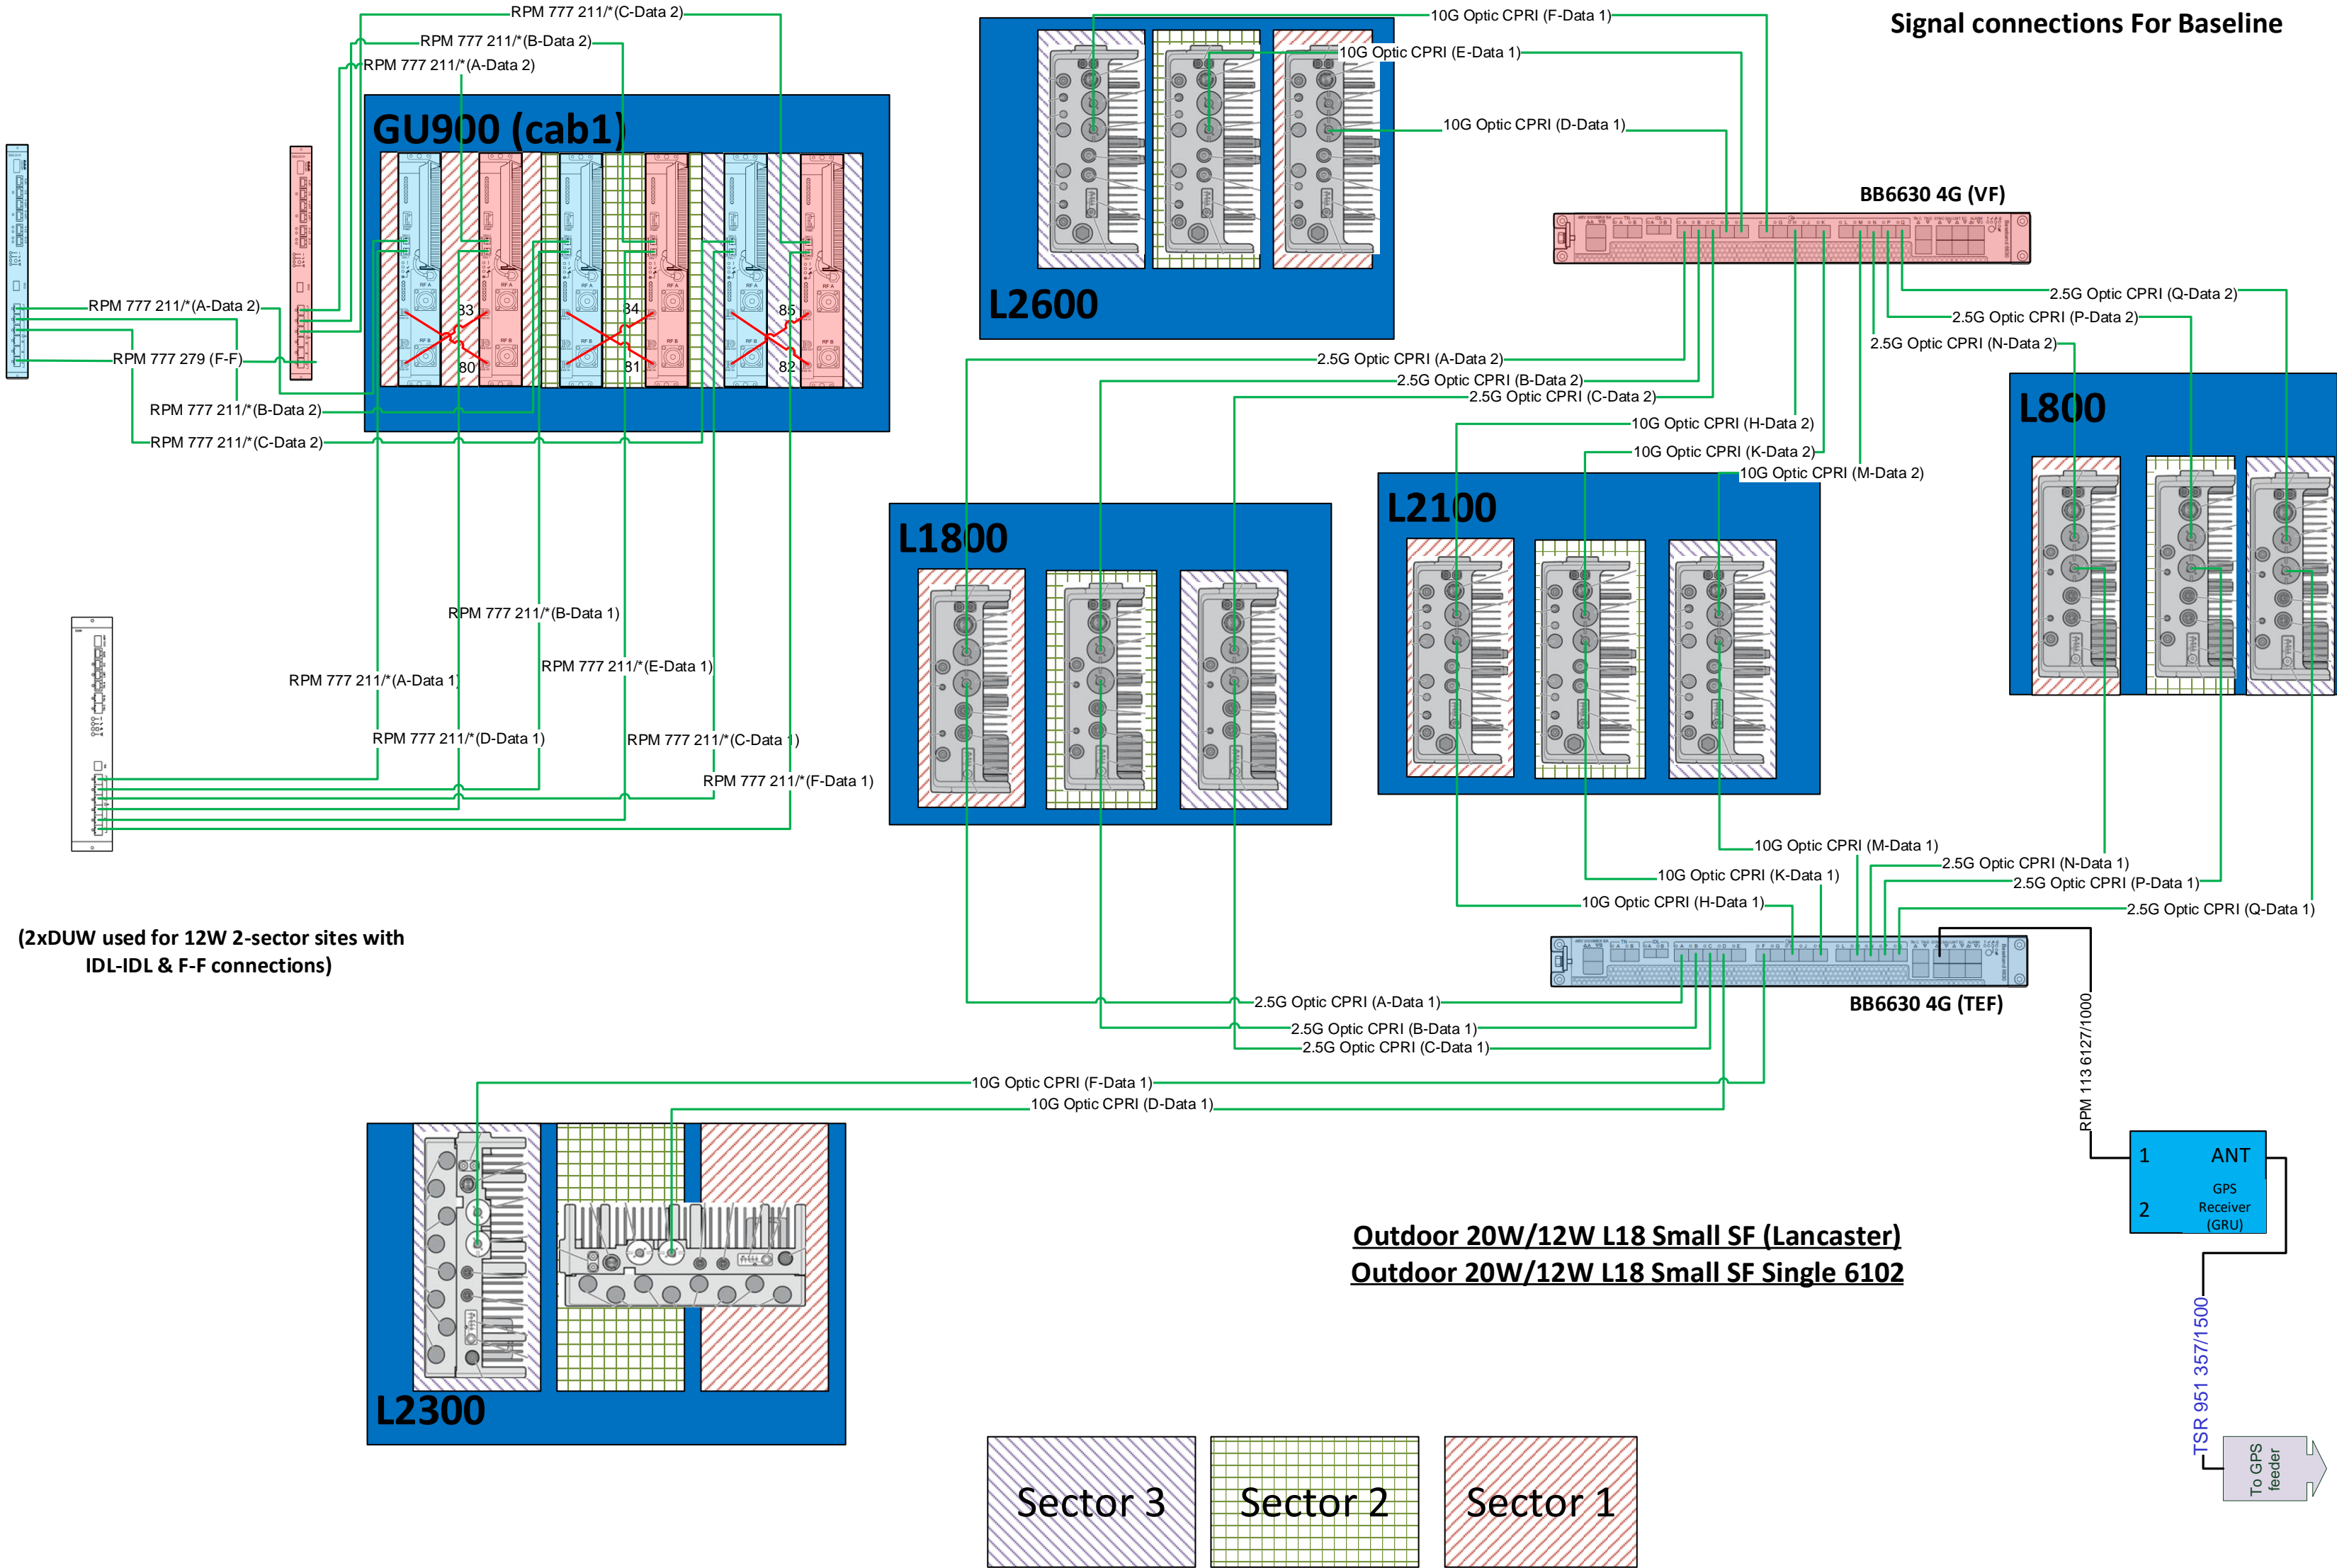 Signal connections For Baseline
RPM 777 211/*(C-Data 2)
RPM 777 211/*(B-Data 2)
RPM 777 211/*(A-Data 2)
GU900 (cab1)
RF A
RF A
RF A
RF A
RF A
RF A
83
84
85
RF B
RF B
RF B
RF B
RF B
RF B
80
81
82
RPM 777 211/*(A-Data 2)
RPM 777 279 (F-F)
RPM 777 211/*(B-Data 2)
RPM 777 211/*(C-Data 2)
10G Optic CPRI (F-Data 1)
10G Optic CPRI (E-Data 1)
10G Optic CPRI (D-Data 1)
L2600
BB6630 4G (VF)
2.5G Optic CPRI (Q-Data 2)
2.5G Optic CPRI (P-Data 2)
2.5G Optic CPRI (N-Data 2)
2.5G Optic CPRI (A-Data 2)
2.5G Optic CPRI (B-Data 2)
2.5G Optic CPRI (C-Data 2)
10G Optic CPRI (H-Data 2)
10G Optic CPRI (K-Data 2)
10G Optic CPRI (M-Data 2)
L800
L2100
L1800
RPM 777 211/*(B-Data 1)
RPM 777 211/*(E-Data 1)
RPM 777 211/*(A-Data 1)
RPM 777 211/*(D-Data 1)
RPM 777 211/*(C-Data 1)
RPM 777 211/*(F-Data 1)
10G Optic CPRI (M-Data 1)
2.5G Optic CPRI (N-Data 1)
10G Optic CPRI (K-Data 1)
2.5G Optic CPRI (P-Data 1)
10G Optic CPRI (H-Data 1)
2.5G Optic CPRI (Q-Data 1)
(2xDUW used for 12W 2-sector sites with
IDL-IDL & F-F connections)
BB6630 4G (TEF)
2.5G Optic CPRI (A-Data 1)
2.5G Optic CPRI (B-Data 1)
2.5G Optic CPRI (C-Data 1)
10G Optic CPRI (F-Data 1)
10G Optic CPRI (D-Data 1)
RPM 113 6127/1000
1
ANT
2
GPS
Receiver
(GRU)
L2300
Outdoor 20W/12W L18 Small SF (Lancaster)
Outdoor 20W/12W L18 Small SF Single 6102
TSR 951 357/1500
To GPS
feeder
Sector 3
Sector 2
Sector 1